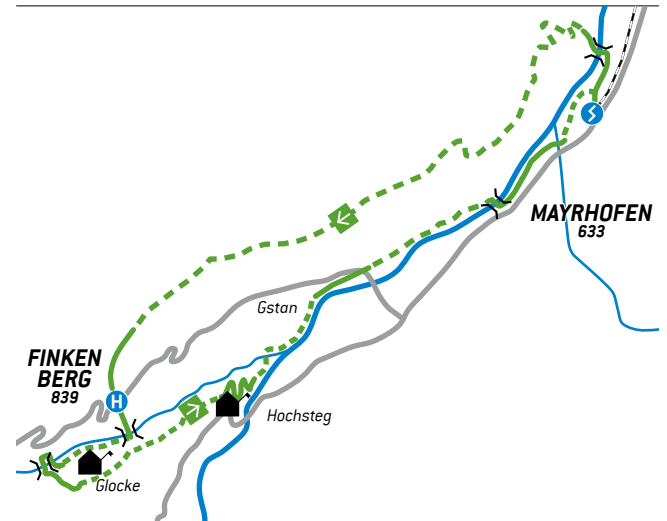 MAYRHOFEN
633
Gstan
FINKEN
BERG
839
H
Hochsteg
Glocke